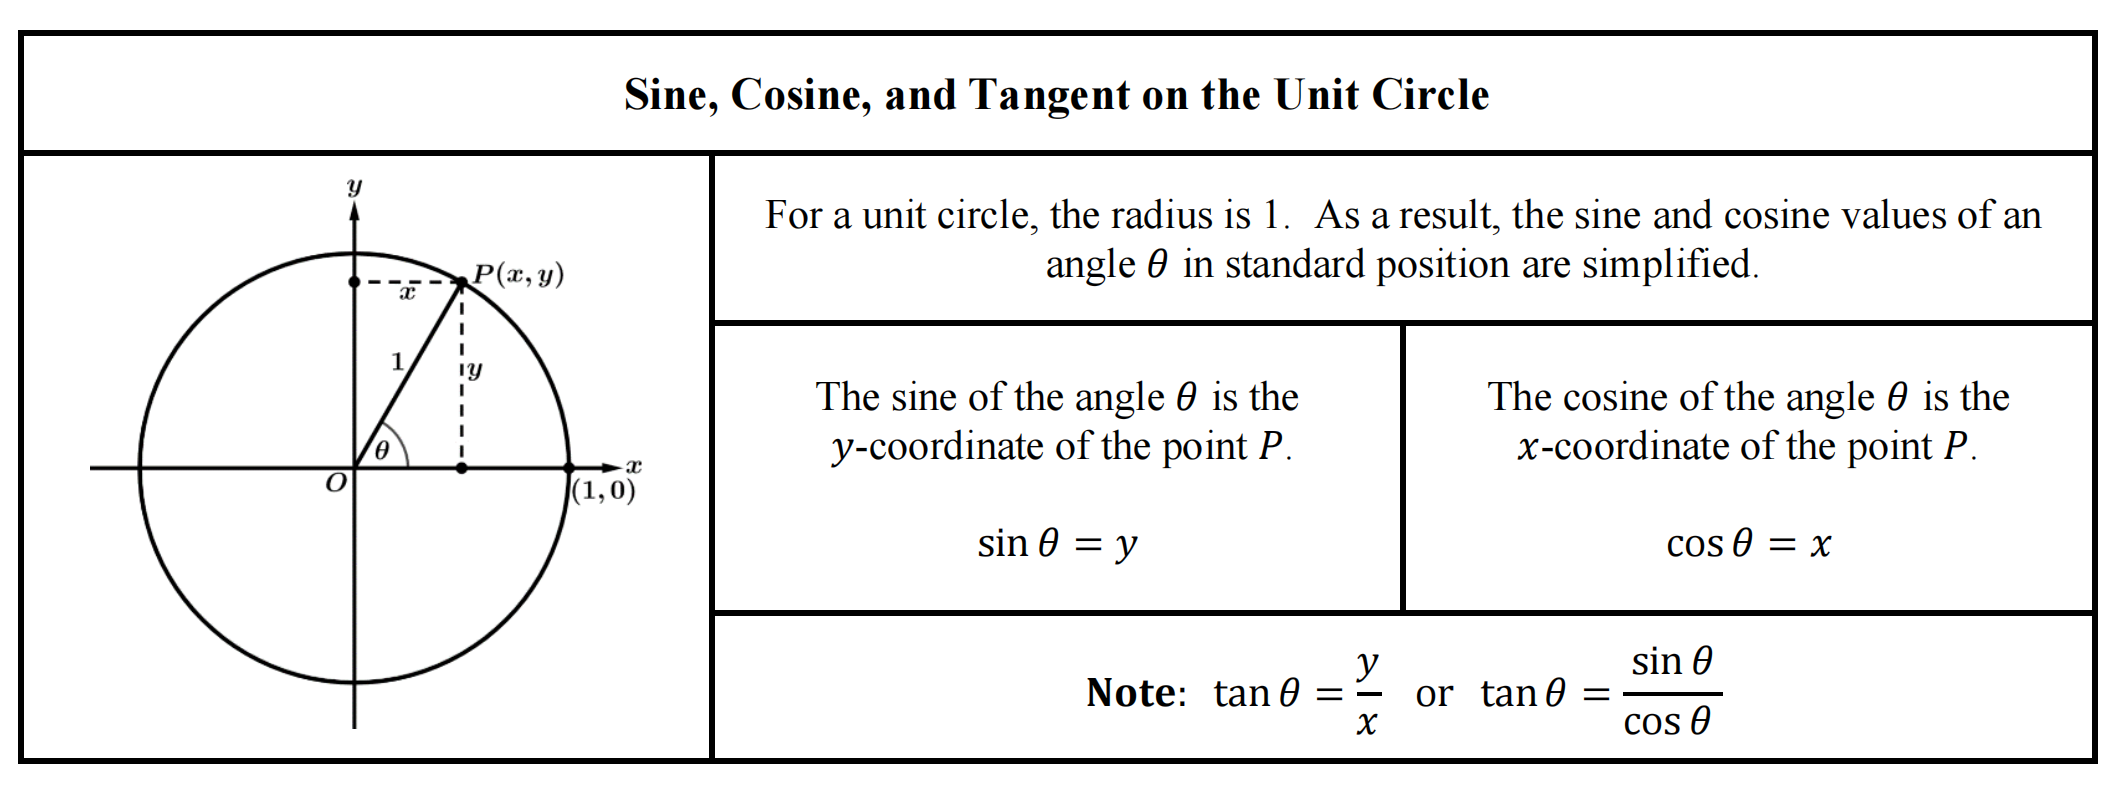 Sine, Cosine, and Tangent on the Unit Circle
y
P(x, y)
x
1
y
θ
x
O
(1, 0)
For a unit circle, the radius is 1. As a result, the sine and cosine values of an
angle θ in standard position are simplified.
The sine of the angle θ is the
y-coordinate of the point P.
sin θ = y
The cosine of the angle θ is the
x-coordinate of the point P.
cos θ = x
Note: tan θ = y/x or tan θ = sin θ/cos θ